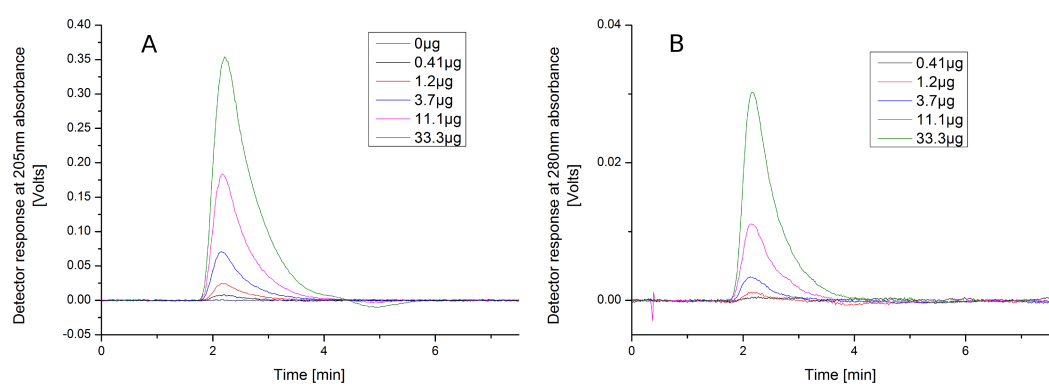 A
0.40
0.35
0.30
0.25
0.20
0.15
0.10
0.05
0.00
-0.05
0
2
4
6
Time [min]
Detector response at 205nm absorbance
[Volts]
0µg
0.41µg
1.2µg
3.7µg
11.1µg
33.3µg
B
0.04
0.02
0.00
0
2
4
6
Time [min]
Detector response at 280nm absorbance
[Volts]
0.41µg
1.2µg
3.7µg
11.1µg
33.3µg